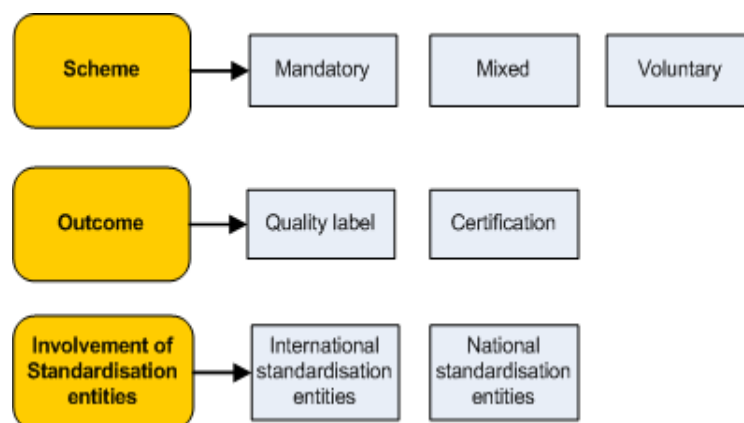 Scheme
Mandatory
Mixed
Voluntary
Outcome
Quality label
Certification
Involvement of
Standardisation
entities
International
standardisation
entities
National
standardisation
entities